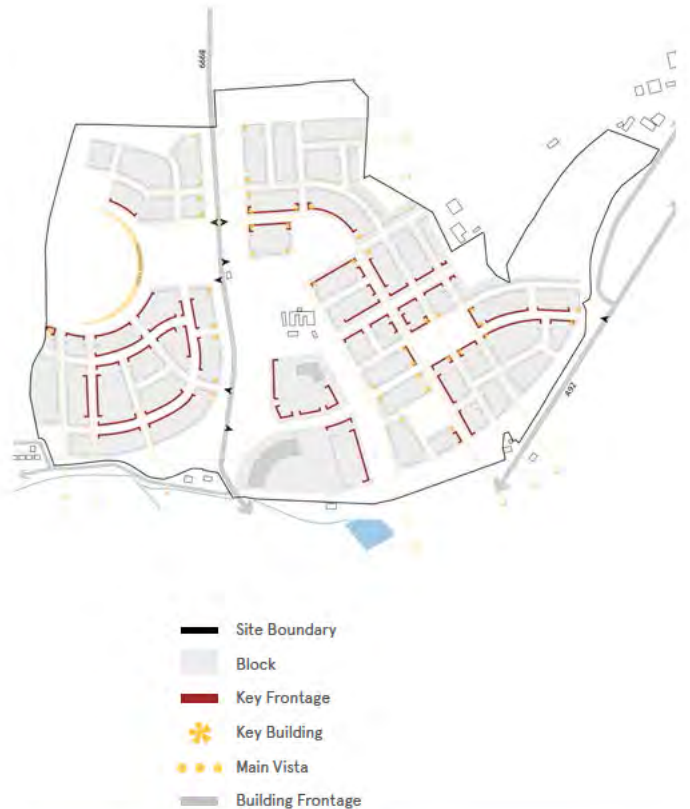 B999
A92
Site Boundary
Block
Key Frontage
Key Building
Main Vista
Building Frontage